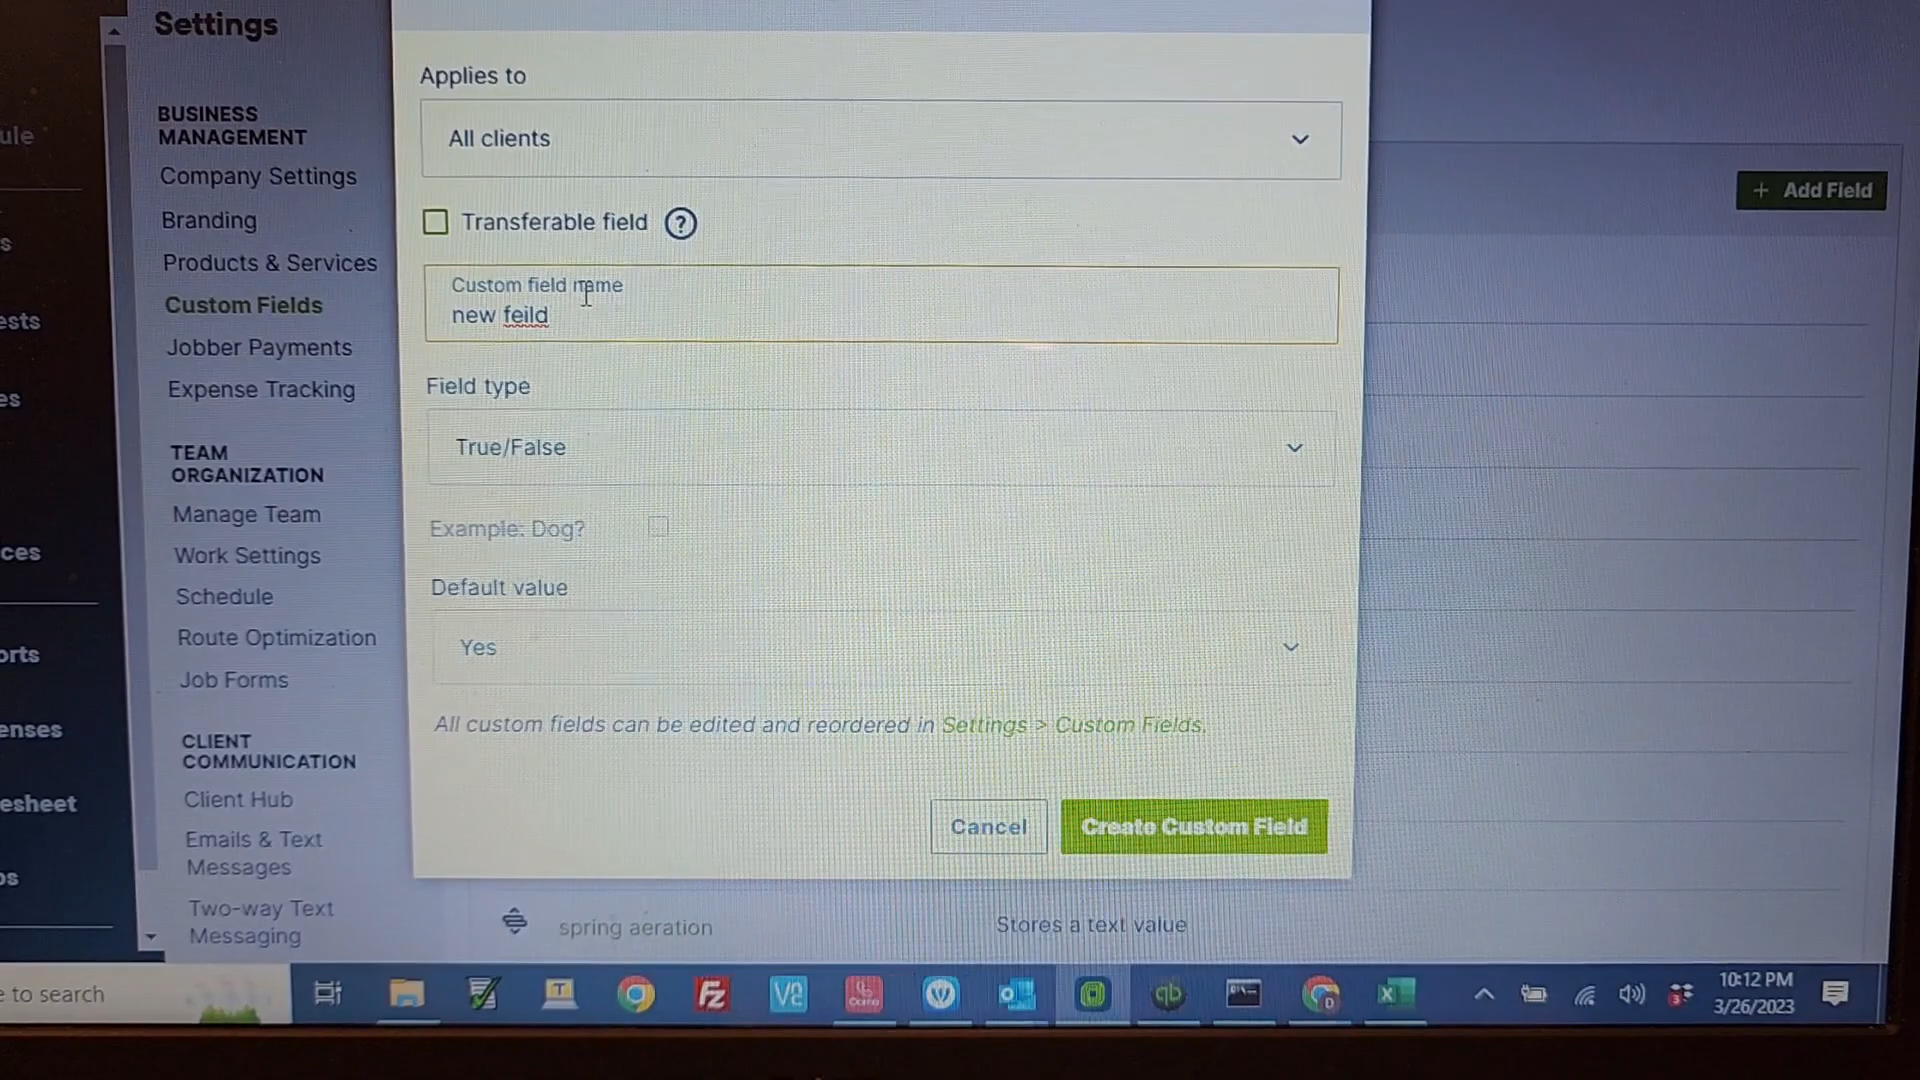 Settings
BUSINESS
MANAGEMENT
Company Settings
Branding
Products & Services
Custom Fields
Jobber Payments
Expense Tracking
TEAM
ORGANIZATION
Manage Team
Work Settings
Schedule
Route Optimization
Job Forms
CLIENT
COMMUNICATION
Client Hub
Emails & Text
Messages
Two-way Text
Messaging
ule
s
ests
es
ces
orts
enses
esheet
os
Applies to
All clients
Transferable field ?
Custom field name
new feild
Field type
True/False
Example: Dog?
Default value
Yes
All custom fields can be edited and reordered in Settings > Custom Fields.
Cancel
Create Custom Field
+ Add Field
spring aeration
Stores a text value
e to search
10:12 PM
3/26/2023